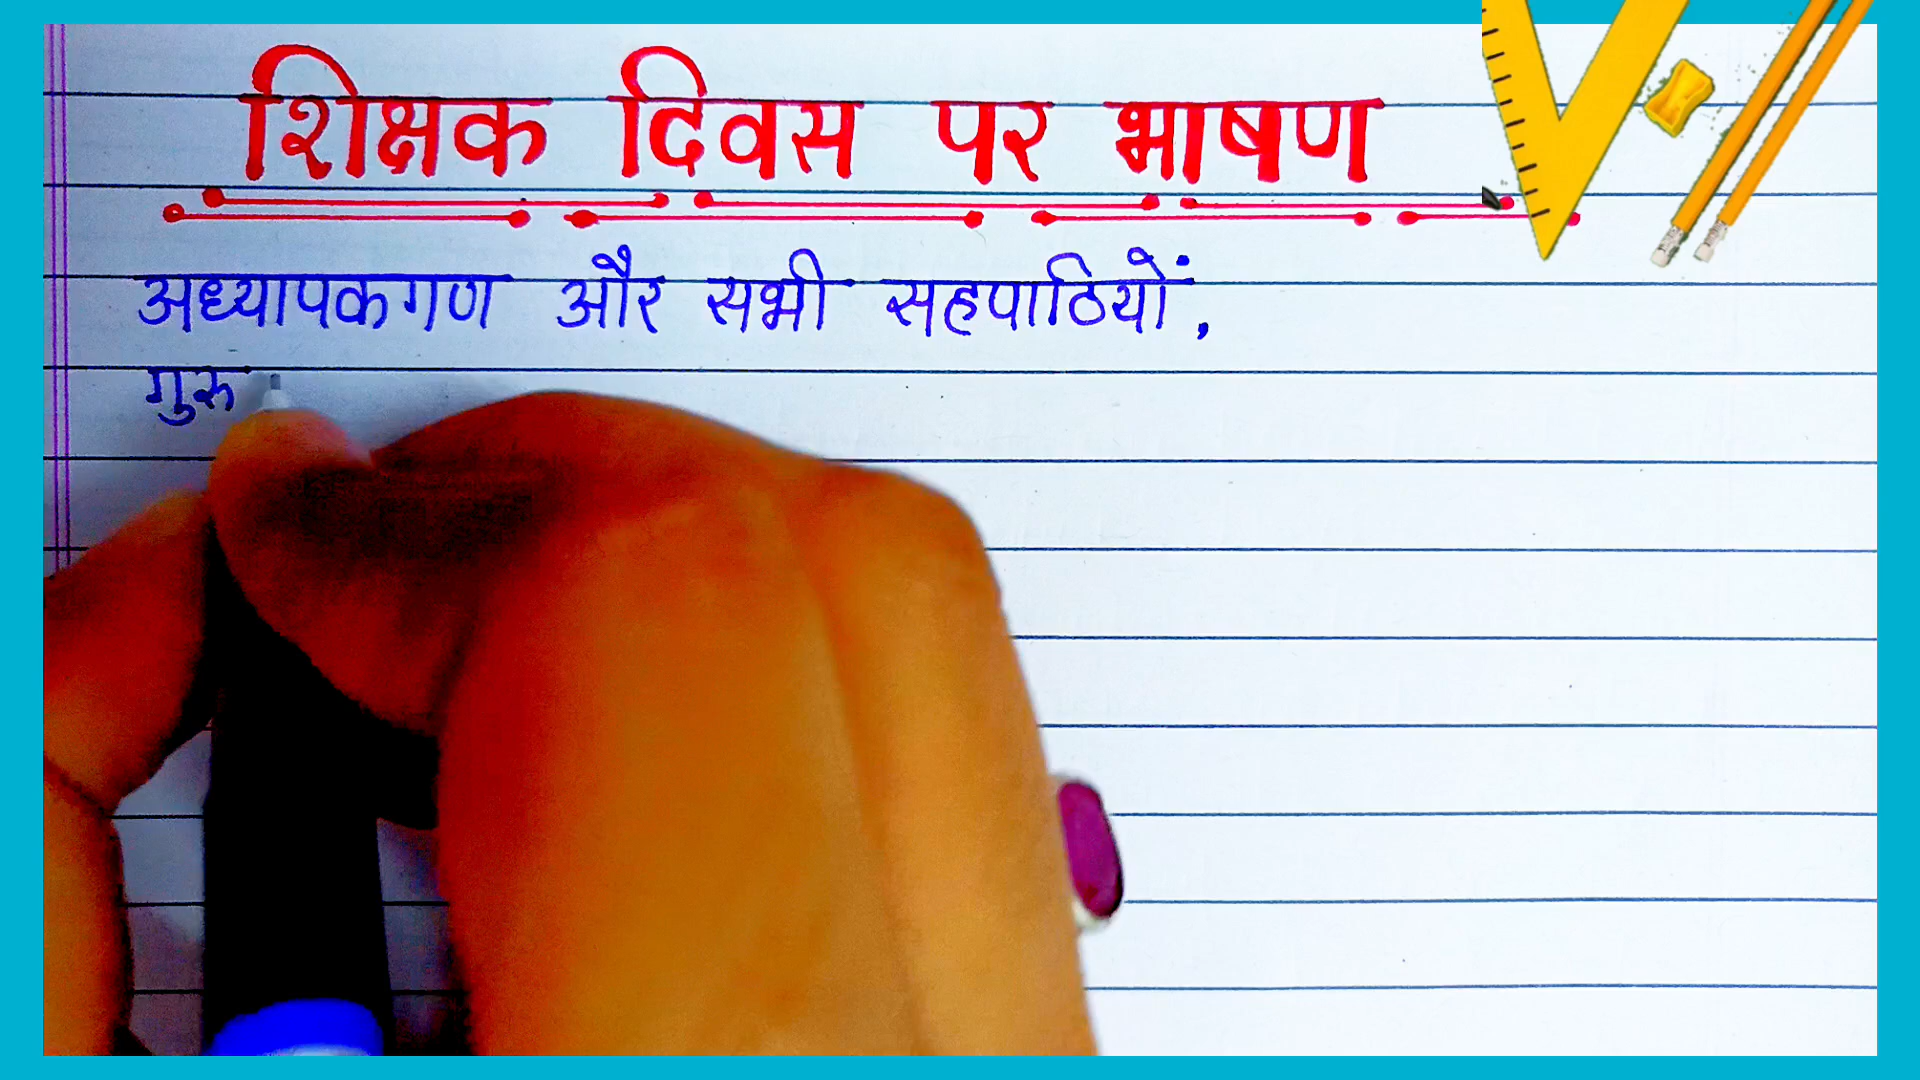 शिक्षक दिवस पर भाषण
अध्यापकगण और सभी सहपाठियों,
गुरु